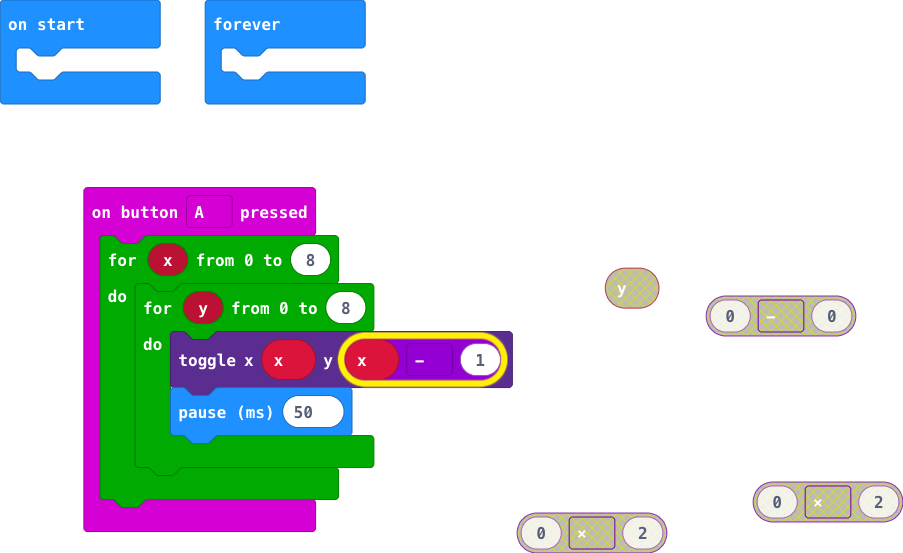 on start
forever
on button A pressed
for x from 0 to 8
do
for y from 0 to 8
do
toggle x x y x - 1
pause (ms) 50
y
0 - 0
0 × 2
0 × 2